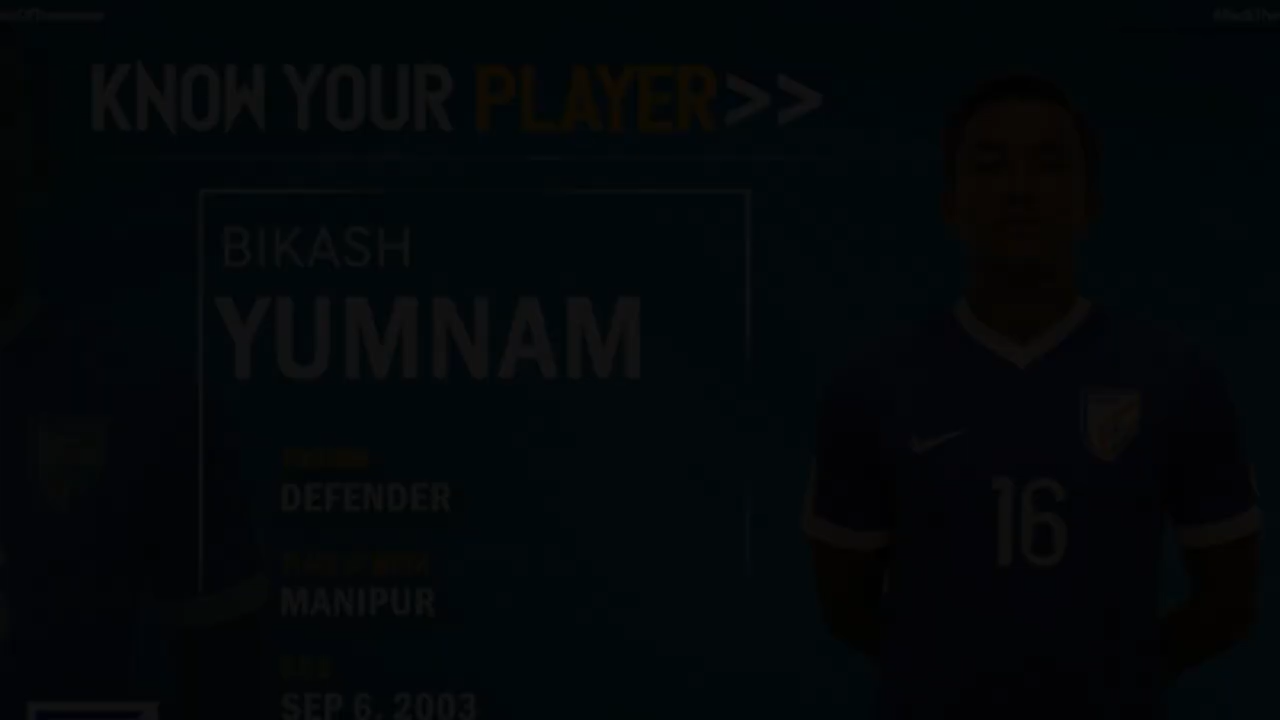 KNOW YOUR PLAYER>>
BIKASH
YUMNAM
DEFENDER
MANIPUR
SEP 6, 2003
16